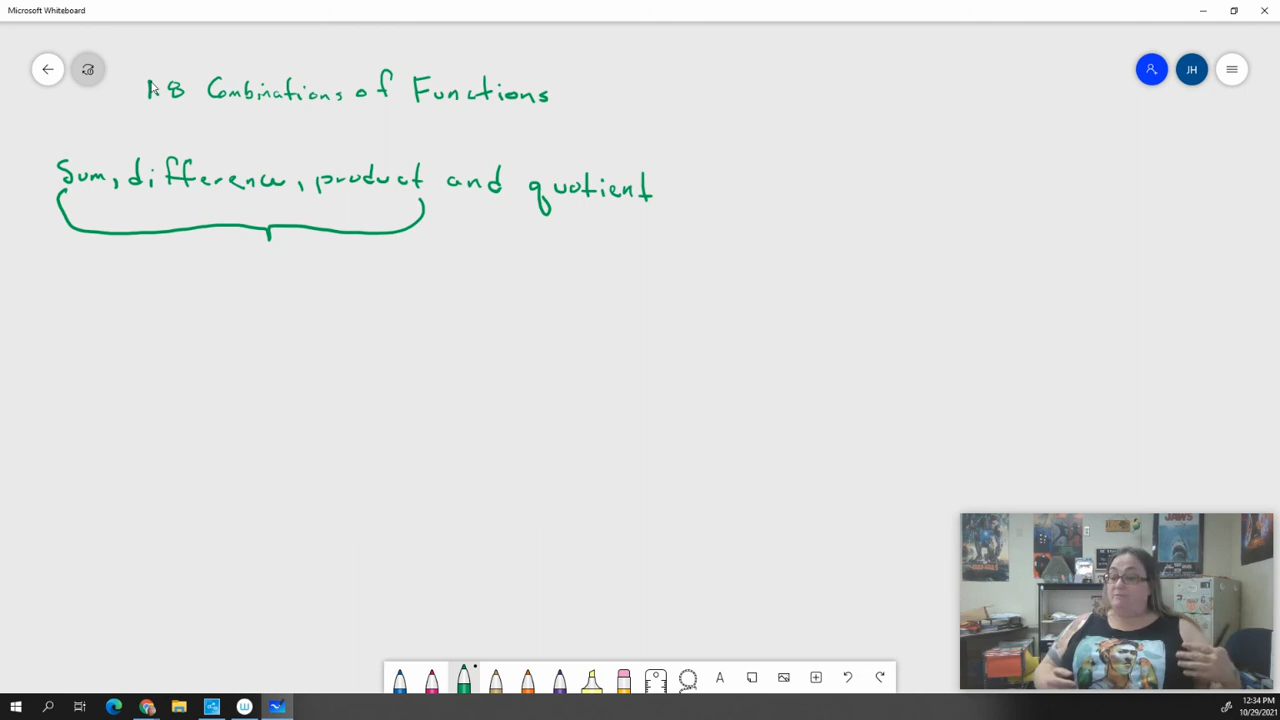 Microsoft Whiteboard
1.8 Combinations of Functions
JH
Sum, difference, product and quotient
JAWS
A
12:34 PM
10/29/2021